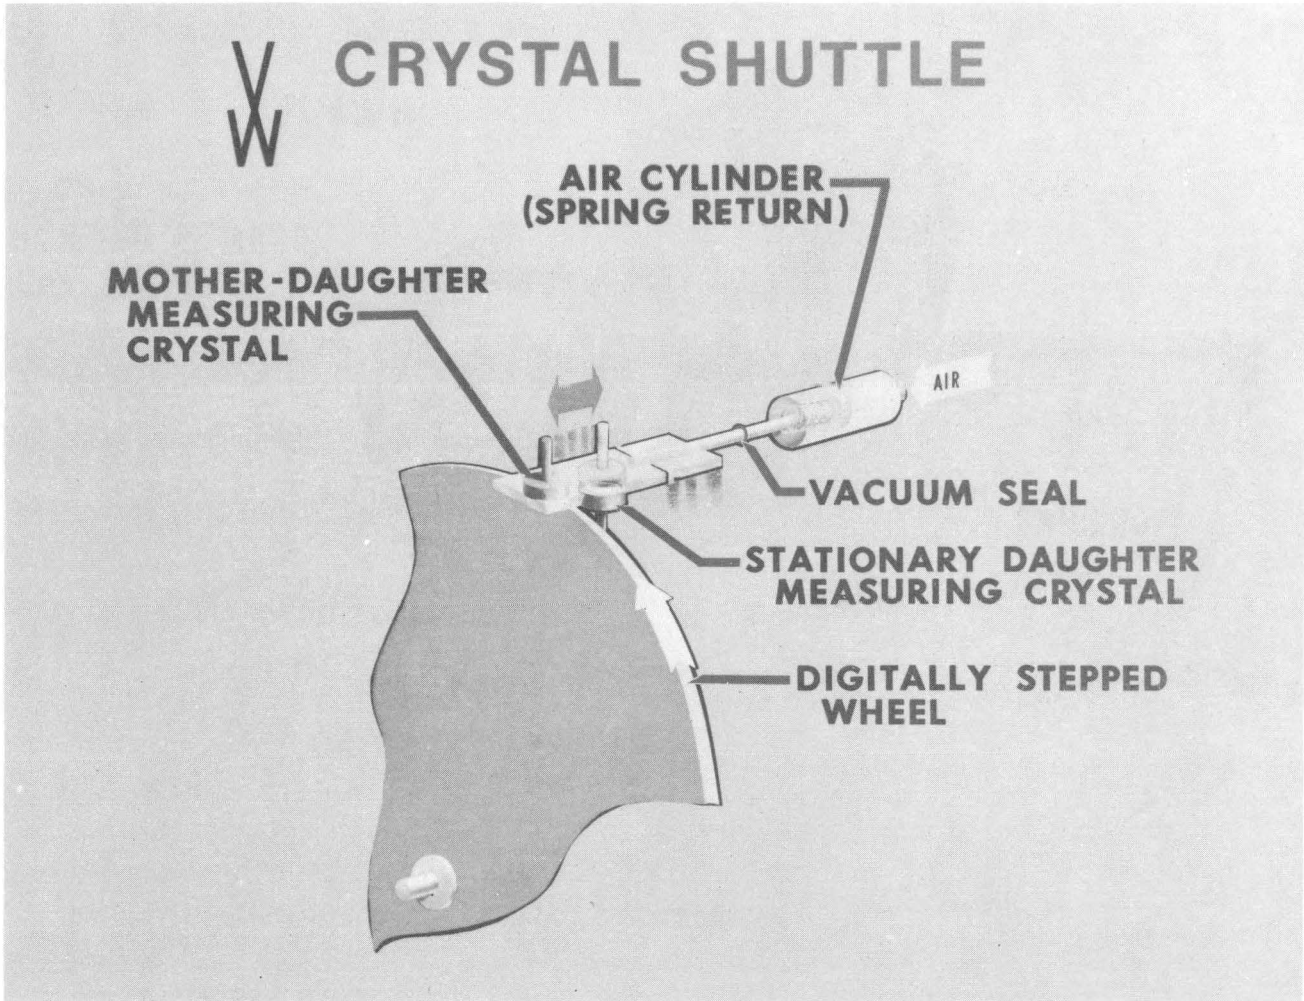 VW
CRYSTAL SHUTTLE
AIR CYLINDER
(SPRING RETURN)
MOTHER-DAUGHTER
MEASURING
CRYSTAL
AIR
VACUUM SEAL
STATIONARY DAUGHTER
MEASURING CRYSTAL
DIGITALLY STEPPED
WHEEL